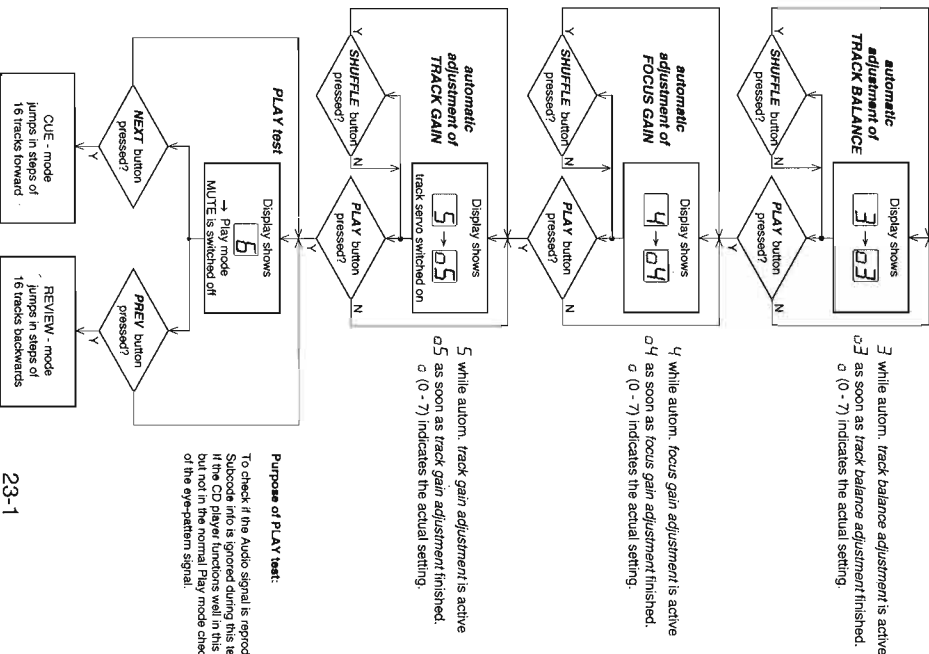 automatic
adjustment of
TRACK BALANCE
Display shows
3 → a3
SHUFFLE button
pressed?
Y
N
PLAY button
pressed?
Y
N
3 while autom. track balance adjustment is active
a3 as soon as track balance adjustment finished.
a (0 - 7) indicates the actual setting.
automatic
adjustment of
FOCUS GAIN
Display shows
4 → a4
SHUFFLE button
pressed?
Y
N
PLAY button
pressed?
Y
N
4 while autom. focus gain adjustment is active
a4 as soon as focus gain adjustment finished.
a (0 - 7) indicates the actual setting.
automatic
adjustment of
TRACK GAIN
Display shows
5 → a5
track servo switched on
SHUFFLE button
pressed?
Y
N
PLAY button
pressed?
Y
N
5 while autom. track gain adjustment is active
a5 as soon as track gain adjustment finished.
a (0 - 7) indicates the actual setting.
PLAY test
Display shows
6
→ Play mode
MUTE is switched off
NEXT button
pressed?
Y
PREV button
pressed?
Y
CUE - mode
jumps in steps of
16 tracks forward
REVIEW - mode
jumps in steps of
16 tracks backwards
Purpose of PLAY test:
To check if the Audio signal is reprod
Subcode info is ignored during this te
If the CD player functions well in this
but not in the normal Play mode chec
of the eye-pattern signal.
23-1